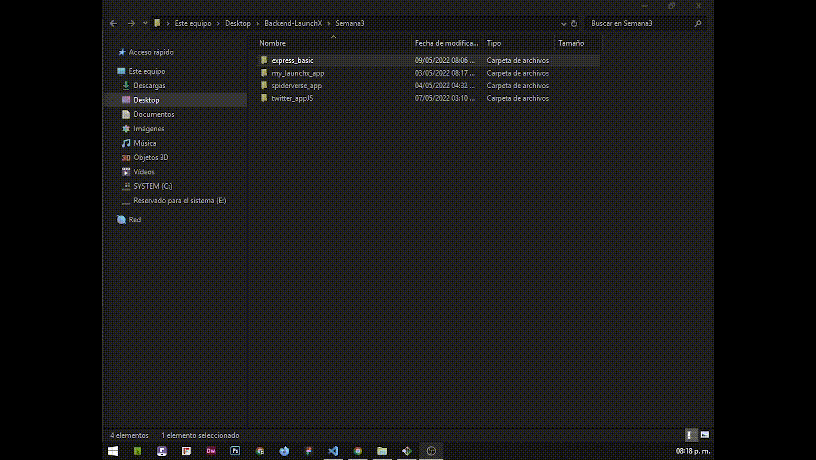 Este equipo > Desktop > Backend-LaunchX > Semana3
Buscar en Semana3
Nombre Fecha de modifica... Tipo Tamaño
Acceso rápido
Este equipo
Descargas
Desktop
Documentos
Imágenes
Música
Objetos 3D
Vídeos
SYSTEM (C:)
Reservado para el sistema (E:)
Red
express_basic 09/05/2022 08:06 ... Carpeta de archivos
my_launchx_app 03/05/2022 08:17 ... Carpeta de archivos
spiderverse_app 04/05/2022 04:32 ... Carpeta de archivos
twitter_appJS 07/05/2022 03:10 ... Carpeta de archivos
4 elementos 1 elemento seleccionado
08:18 p. m.